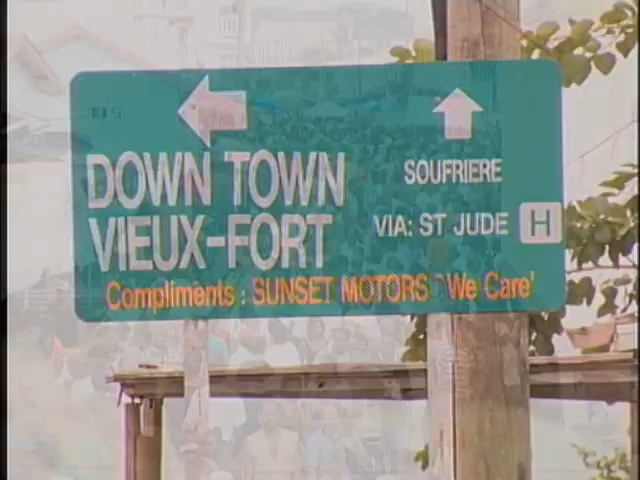 DOWN TOWN
VIEUX-FORT
SOUFRIERE
VIA: ST JUDE H
Compliments : SUNSET MOTORS "We Care'